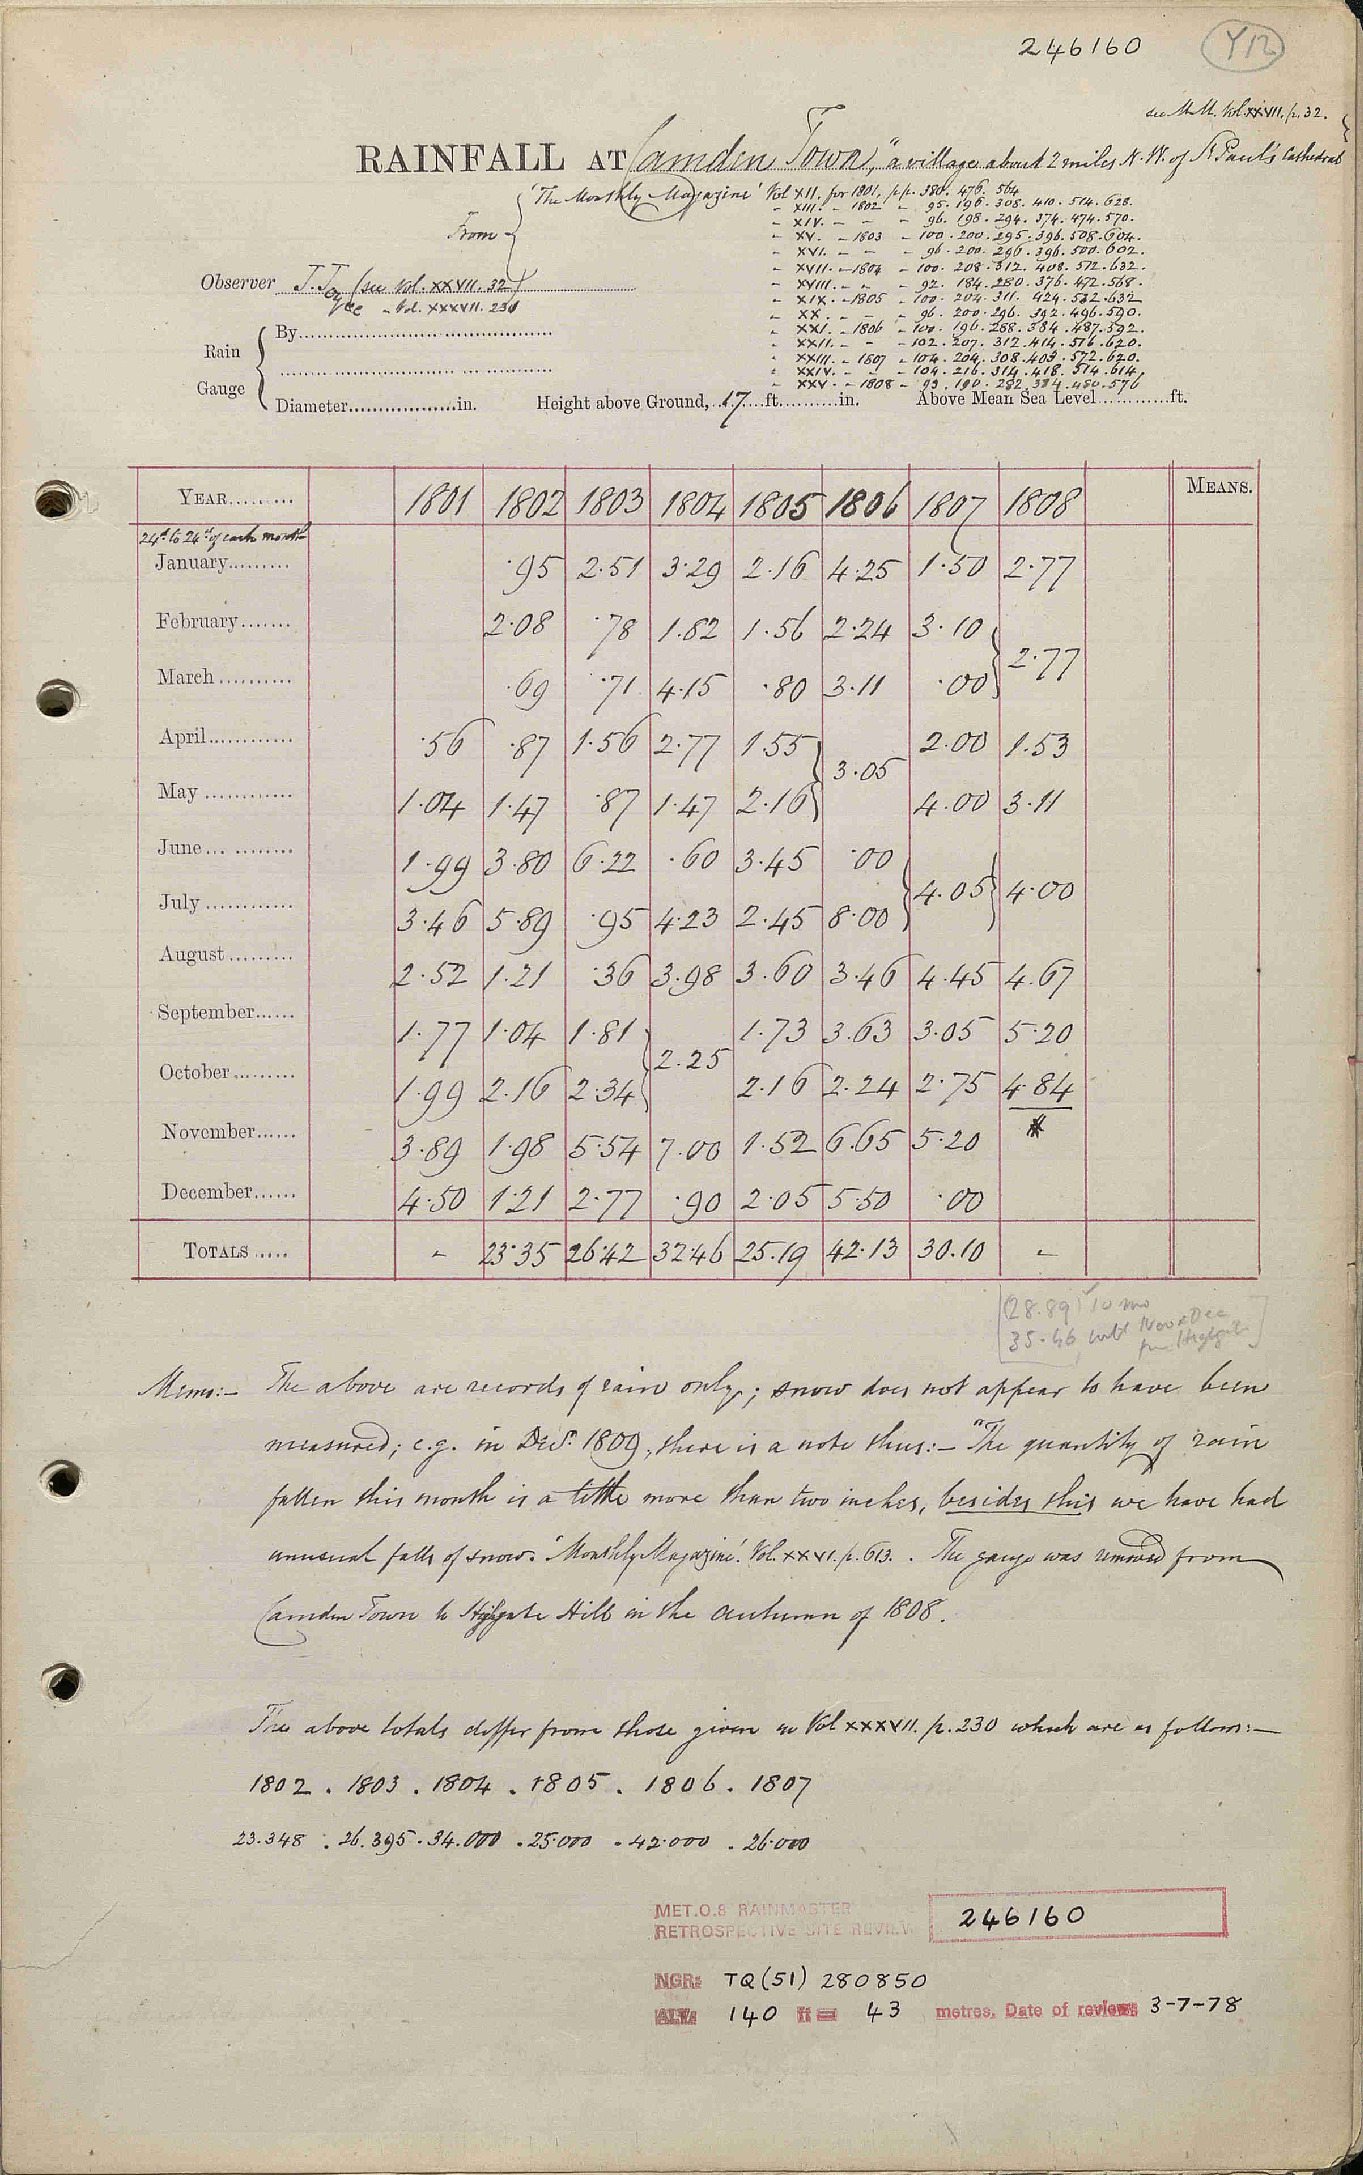 246160 Y12
see M.M. Vol XXVII. p. 32.
RAINFALL AT Camden Town, "a village about 2 miles N.W. of St Paul's Cathedral
From { 'The Monthly Magazine' Vol XII. for 1801. pp. 380. 476. 564
- XIII. - 1802 - 95. 196. 308. 410. 514. 628.
- XIV. - - - 96. 198. 294. 374. 474. 570.
- XV. - 1803 - 100. 200. 295. 396. 508. 604.
- XVI. - - - 96. 200. 296. 396. 500. 602.
- XVII. - 1804 - 100. 208. 312. 408. 512. 632.
- XVIII. - - - 92. 184. 280. 376. 472. 568.
Observer J. Joyce (see Vol. XXVII. 32)
- XIX. - 1805 - 100. 204. 311. 424. 532. 632
- Vol. XXXVII. 230
- XX. - - - 96. 200. 296. 392. 496. 590.
- XXI. - 1806 - 100. 196. 288. 384. 487. 592.
- XXII. - - - 102. 207. 312. 414. 516. 620.
- XXIII. - 1807 - 104. 204. 308. 409. 572. 620.
- XXIV. - - - 104. 216. 314. 418. 514. 614.
- XXV. - 1808 - 93. 190. 282. 384. 480. 576
Rain Gauge { By
Diameter in. Height above Ground, 17 ft. in. Above Mean Sea Level ft.
YEAR 1801 1802 1803 1804 1805 1806 1807 1808 MEANS.
24th to 24th of each month
January ·95 2·51 3·29 2·16 4·25 1·50 2·77
February 2·08 ·78 1·82 1·56 2·24 3·10 } 2·77
March ·69 ·71 4·15 ·80 3·11 ·00
April ·56 ·87 1·56 2·77 1·55 } 3·05 2·00 1·53
May 1·04 1·47 ·87 1·47 2·16 4·00 3·11
June 1·99 3·80 6·22 ·60 3·45 ·00 } 4·05 } 4·00
July 3·46 5·89 ·95 4·23 2·45 8·00
August 2·52 1·21 ·36 3·98 3·60 3·46 4·45 4·67
September 1·77 1·04 1·81 } 2·25 1·73 3·63 3·05 5·20
October 1·99 2·16 2·34 2·16 2·24 2·75 4·84
November 3·89 1·98 5·54 7·00 1·52 6·65 5·20 *
December 4·50 1·21 2·77 ·90 2·05 5·50 ·00
TOTALS - 23·35 26·42 32·46 25·19 42·13 30·10 -
(28.89) 10 mo
35.46 with Nov & Dec
from Highgate
Memo:- The above are records of rain only; snow does not appear to have been
measured; e.g. in Decr. 1809, there is a note thus:- "The quantity of rain
fallen this month is a little more than two inches, besides this we have had
unusual falls of snow. 'Monthly Magazine'. Vol. XXVI. p. 613. . The gauge was removed from
Camden Town to Highgate Hill in the autumn of 1808.
The above totals differ from those given in Vol XXXVII. p. 230 which are as follows:-
1802 . 1803 . 1804 . 1805 . 1806 . 1807
23.348 . 26.395 . 34.000 . 25.000 . 42.000 . 26.000
MET.O.8 RAINMASTER
RETROSPECTIVE SITE REVIEW 246160
NGR: TQ(51) 280850
ALT: 140 ft = 43 metres. Date of review: 3-7-78